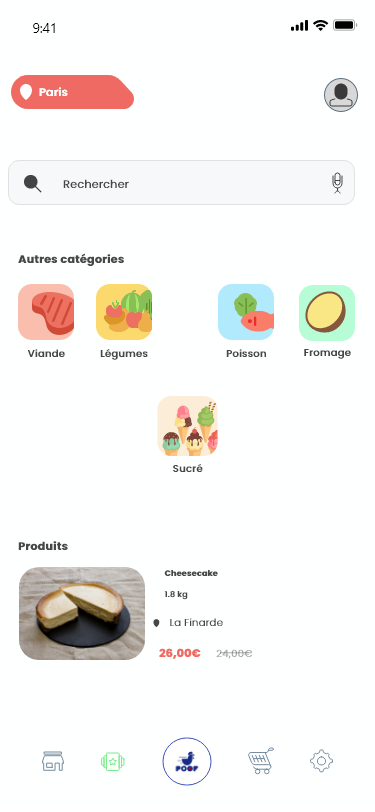 9:41
Paris
Rechercher
Autres catégories
Viande
Légumes
Poisson
Fromage
Sucré
Produits
Cheesecake
1.8 kg
La Finarde
26,00€ 24,00€
POOP